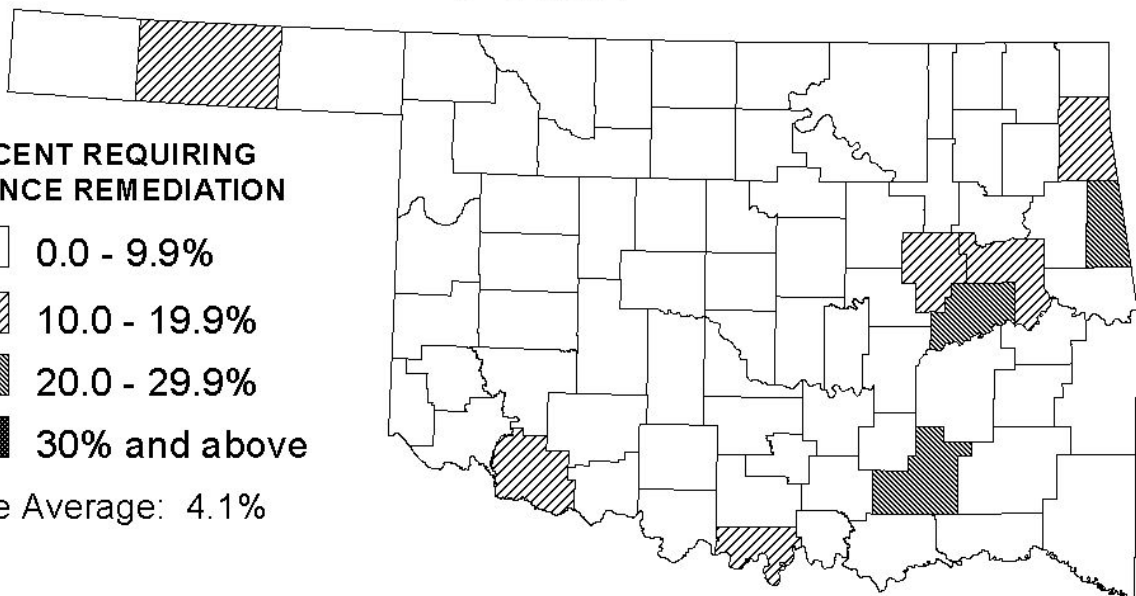 CENT REQUIRING
NCE REMEDIATION
0.0 - 9.9%
10.0 - 19.9%
20.0 - 29.9%
30% and above
e Average: 4.1%